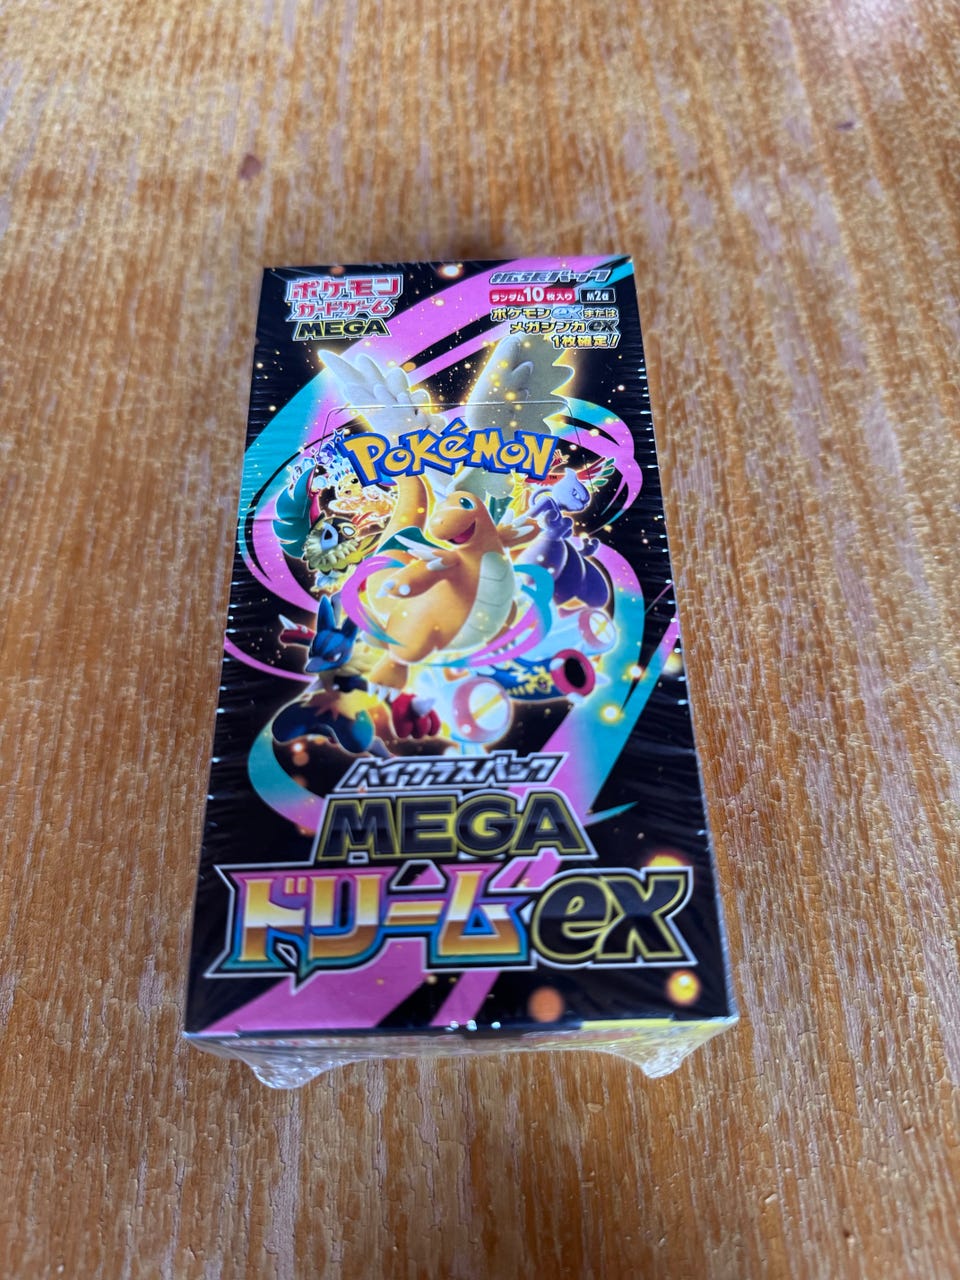 ポケモン
カードゲーム
MEGA
拡張パック
ランダム10枚入り M2a
ポケモンexまたは
メガシンカex
1枚確定!
POKéMON
TM
ハイクラスパック
MEGA
ドリームex